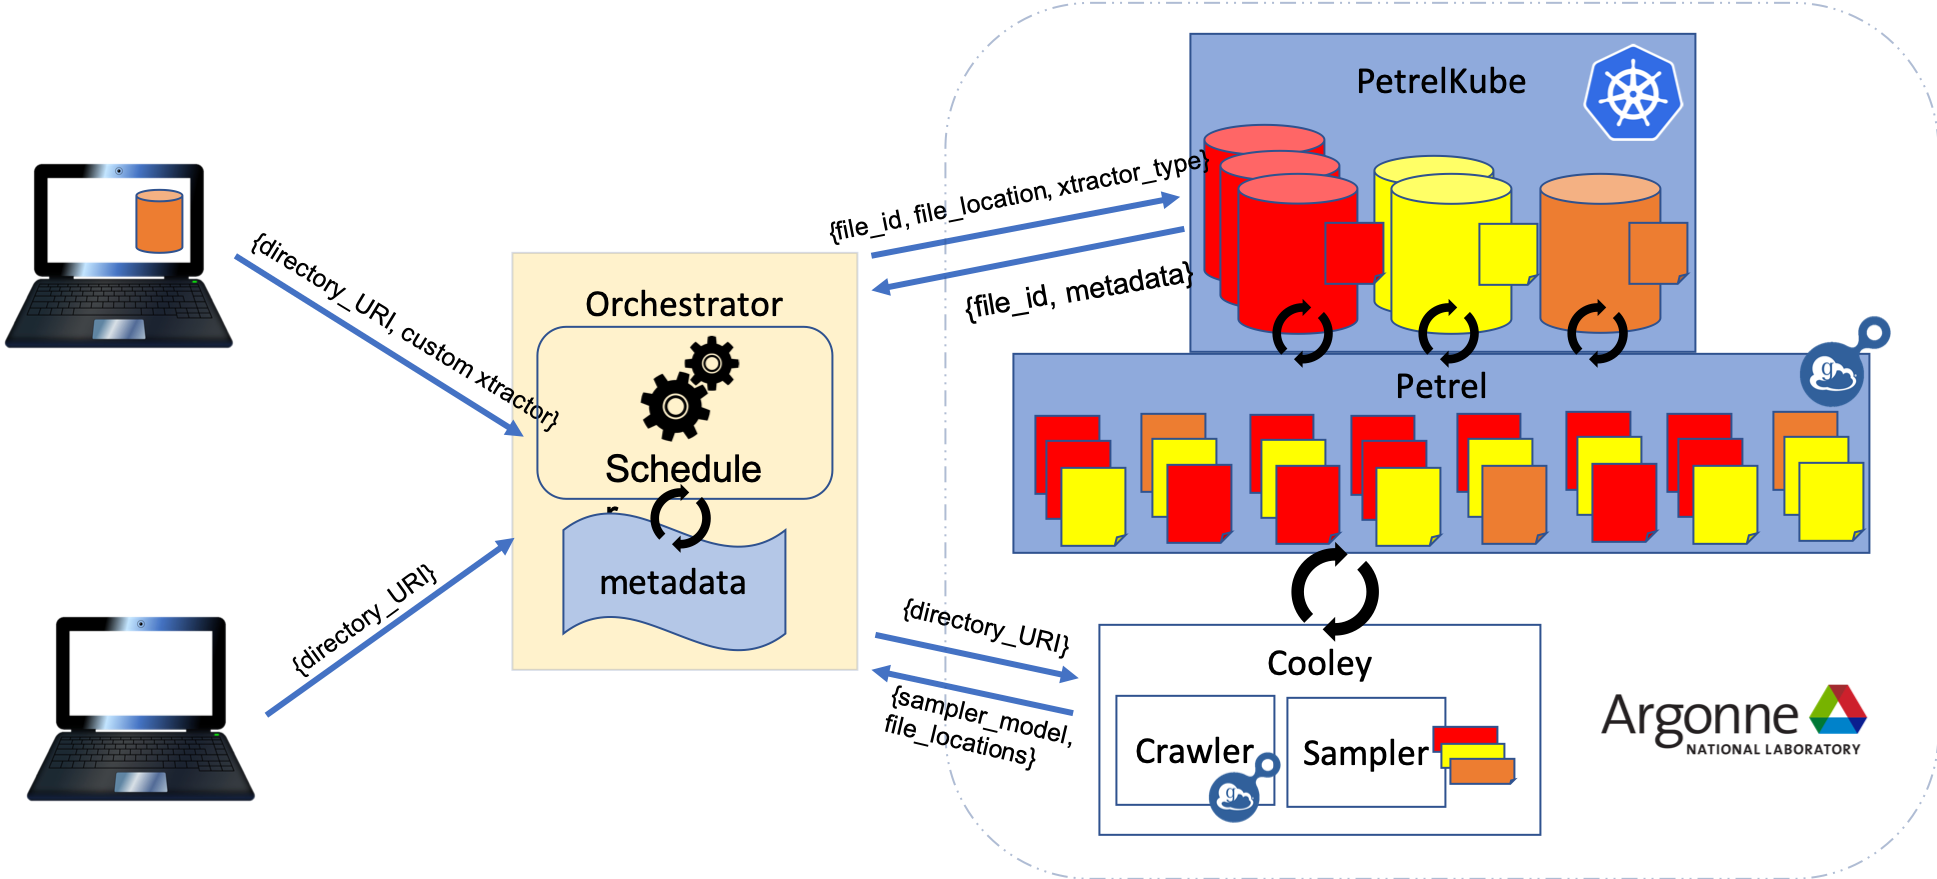 PetrelKube
{file_id, file_location, xtractor_type}
{file_id, metadata}
{directory_URI, custom xtractor}
Orchestrator
Schedule
r
metadata
{directory_URI}
Petrel
g
{directory_URI}
{sampler_model,
file_locations}
Cooley
Crawler
g
Sampler
Argonne
NATIONAL LABORATORY